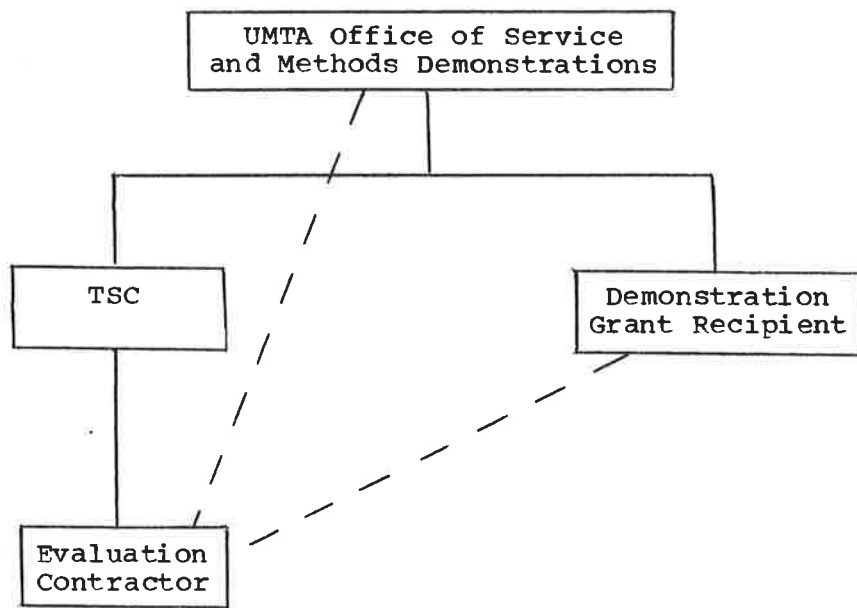 UMTA Office of Service
and Methods Demonstrations
TSC
Demonstration
Grant Recipient
Evaluation
Contractor